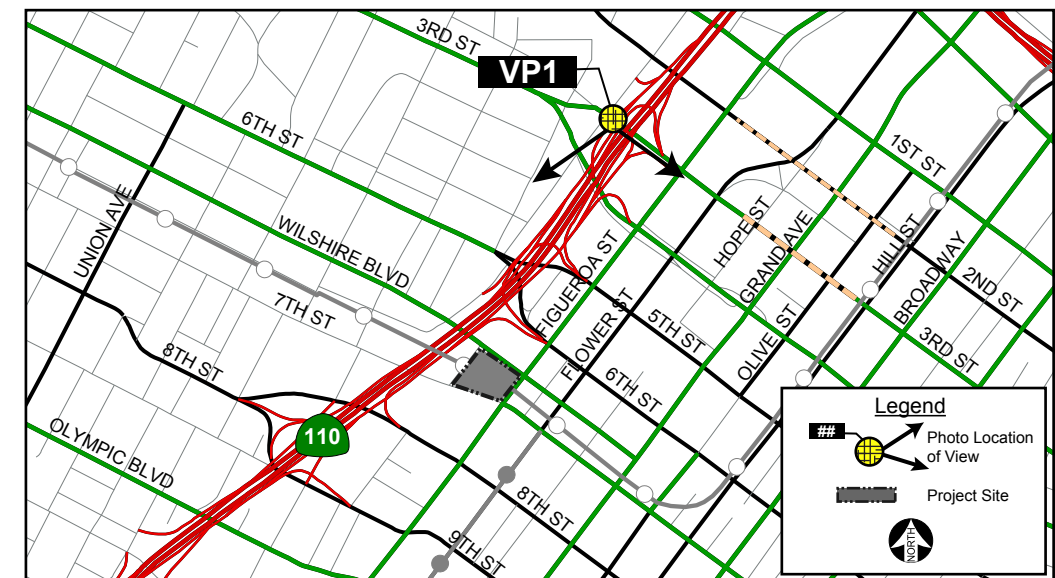 3RD ST
VP1
6TH ST
1ST ST
UNION AVE
WILSHIRE BLVD
HOPE ST
GRAND AVE
HILL ST
BROADWAY
2ND ST
7TH ST
FIGUEROA ST
FLOWER ST
5TH ST
OLIVE ST
3RD ST
8TH ST
6TH ST
110
OLYMPIC BLVD
8TH ST
9TH ST
Legend
##
Photo Location
of View
Project Site
NORTH